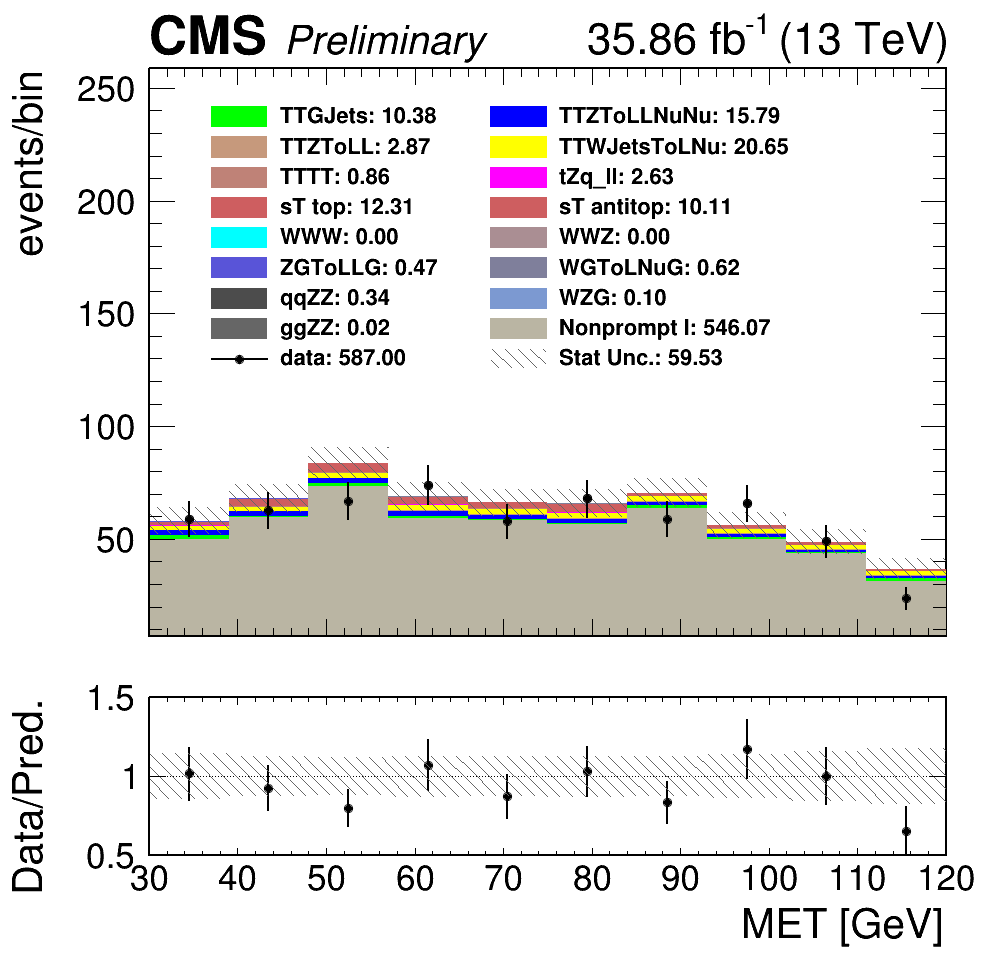 CMS Preliminary 35.86 fb-1 (13 TeV)
events/bin
250
200
150
100
50
TTGJets: 10.38 TTZToLLNuNu: 15.79
TTZToLL: 2.87 TTWJetsToLNu: 20.65
TTTT: 0.86 tZq_ll: 2.63
sT top: 12.31 sT antitop: 10.11
WWW: 0.00 WWZ: 0.00
ZGToLLG: 0.47 WGToLNuG: 0.62
qqZZ: 0.34 WZG: 0.10
ggZZ: 0.02 Nonprompt l: 546.07
data: 587.00 Stat Unc.: 59.53
Data/Pred.
1.5
1
0.5
30 40 50 60 70 80 90 100 110 120
MET [GeV]